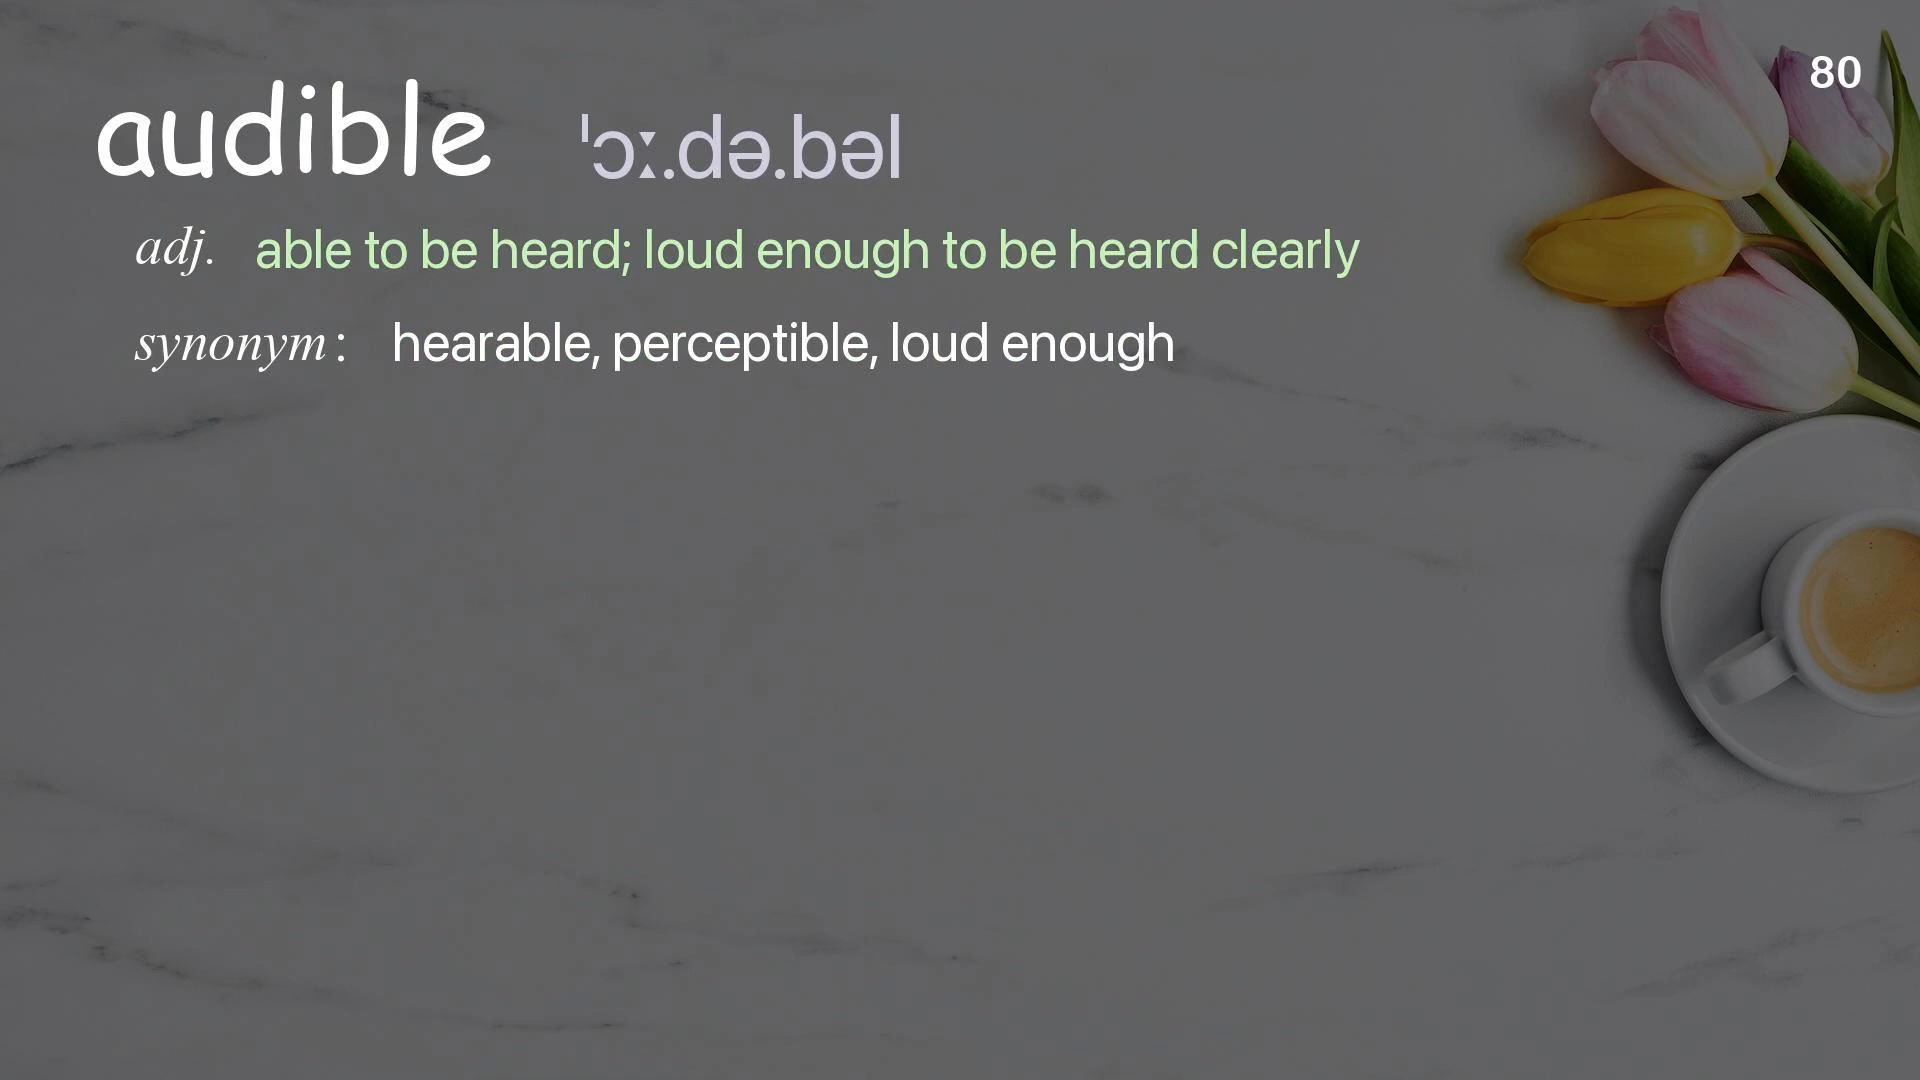 80
audible ˈɔː.də.bəl
adj. able to be heard; loud enough to be heard clearly
synonym : hearable, perceptible, loud enough